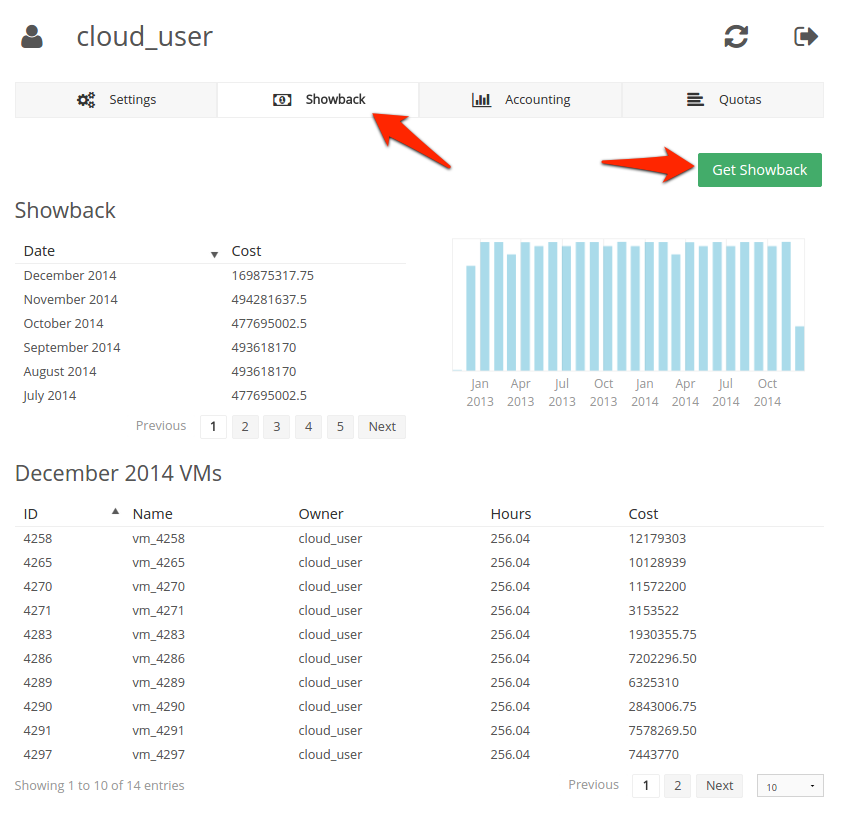 cloud_user
Settings Showback Accounting Quotas
Get Showback
Showback
Date Cost
December 2014 169875317.75
November 2014 494281637.5
October 2014 477695002.5
September 2014 493618170
August 2014 493618170
July 2014 477695002.5
Previous 1 2 3 4 5 Next
Jan Apr Jul Oct Jan Apr Jul Oct
2013 2013 2013 2013 2014 2014 2014 2014
December 2014 VMs
ID Name Owner Hours Cost
4258 vm_4258 cloud_user 256.04 12179303
4265 vm_4265 cloud_user 256.04 10128939
4270 vm_4270 cloud_user 256.04 11572200
4271 vm_4271 cloud_user 256.04 3153522
4283 vm_4283 cloud_user 256.04 1930355.75
4286 vm_4286 cloud_user 256.04 7202296.50
4289 vm_4289 cloud_user 256.04 6325310
4290 vm_4290 cloud_user 256.04 2843006.75
4291 vm_4291 cloud_user 256.04 7578269.50
4297 vm_4297 cloud_user 256.04 7443770
Showing 1 to 10 of 14 entries
Previous 1 2 Next 10